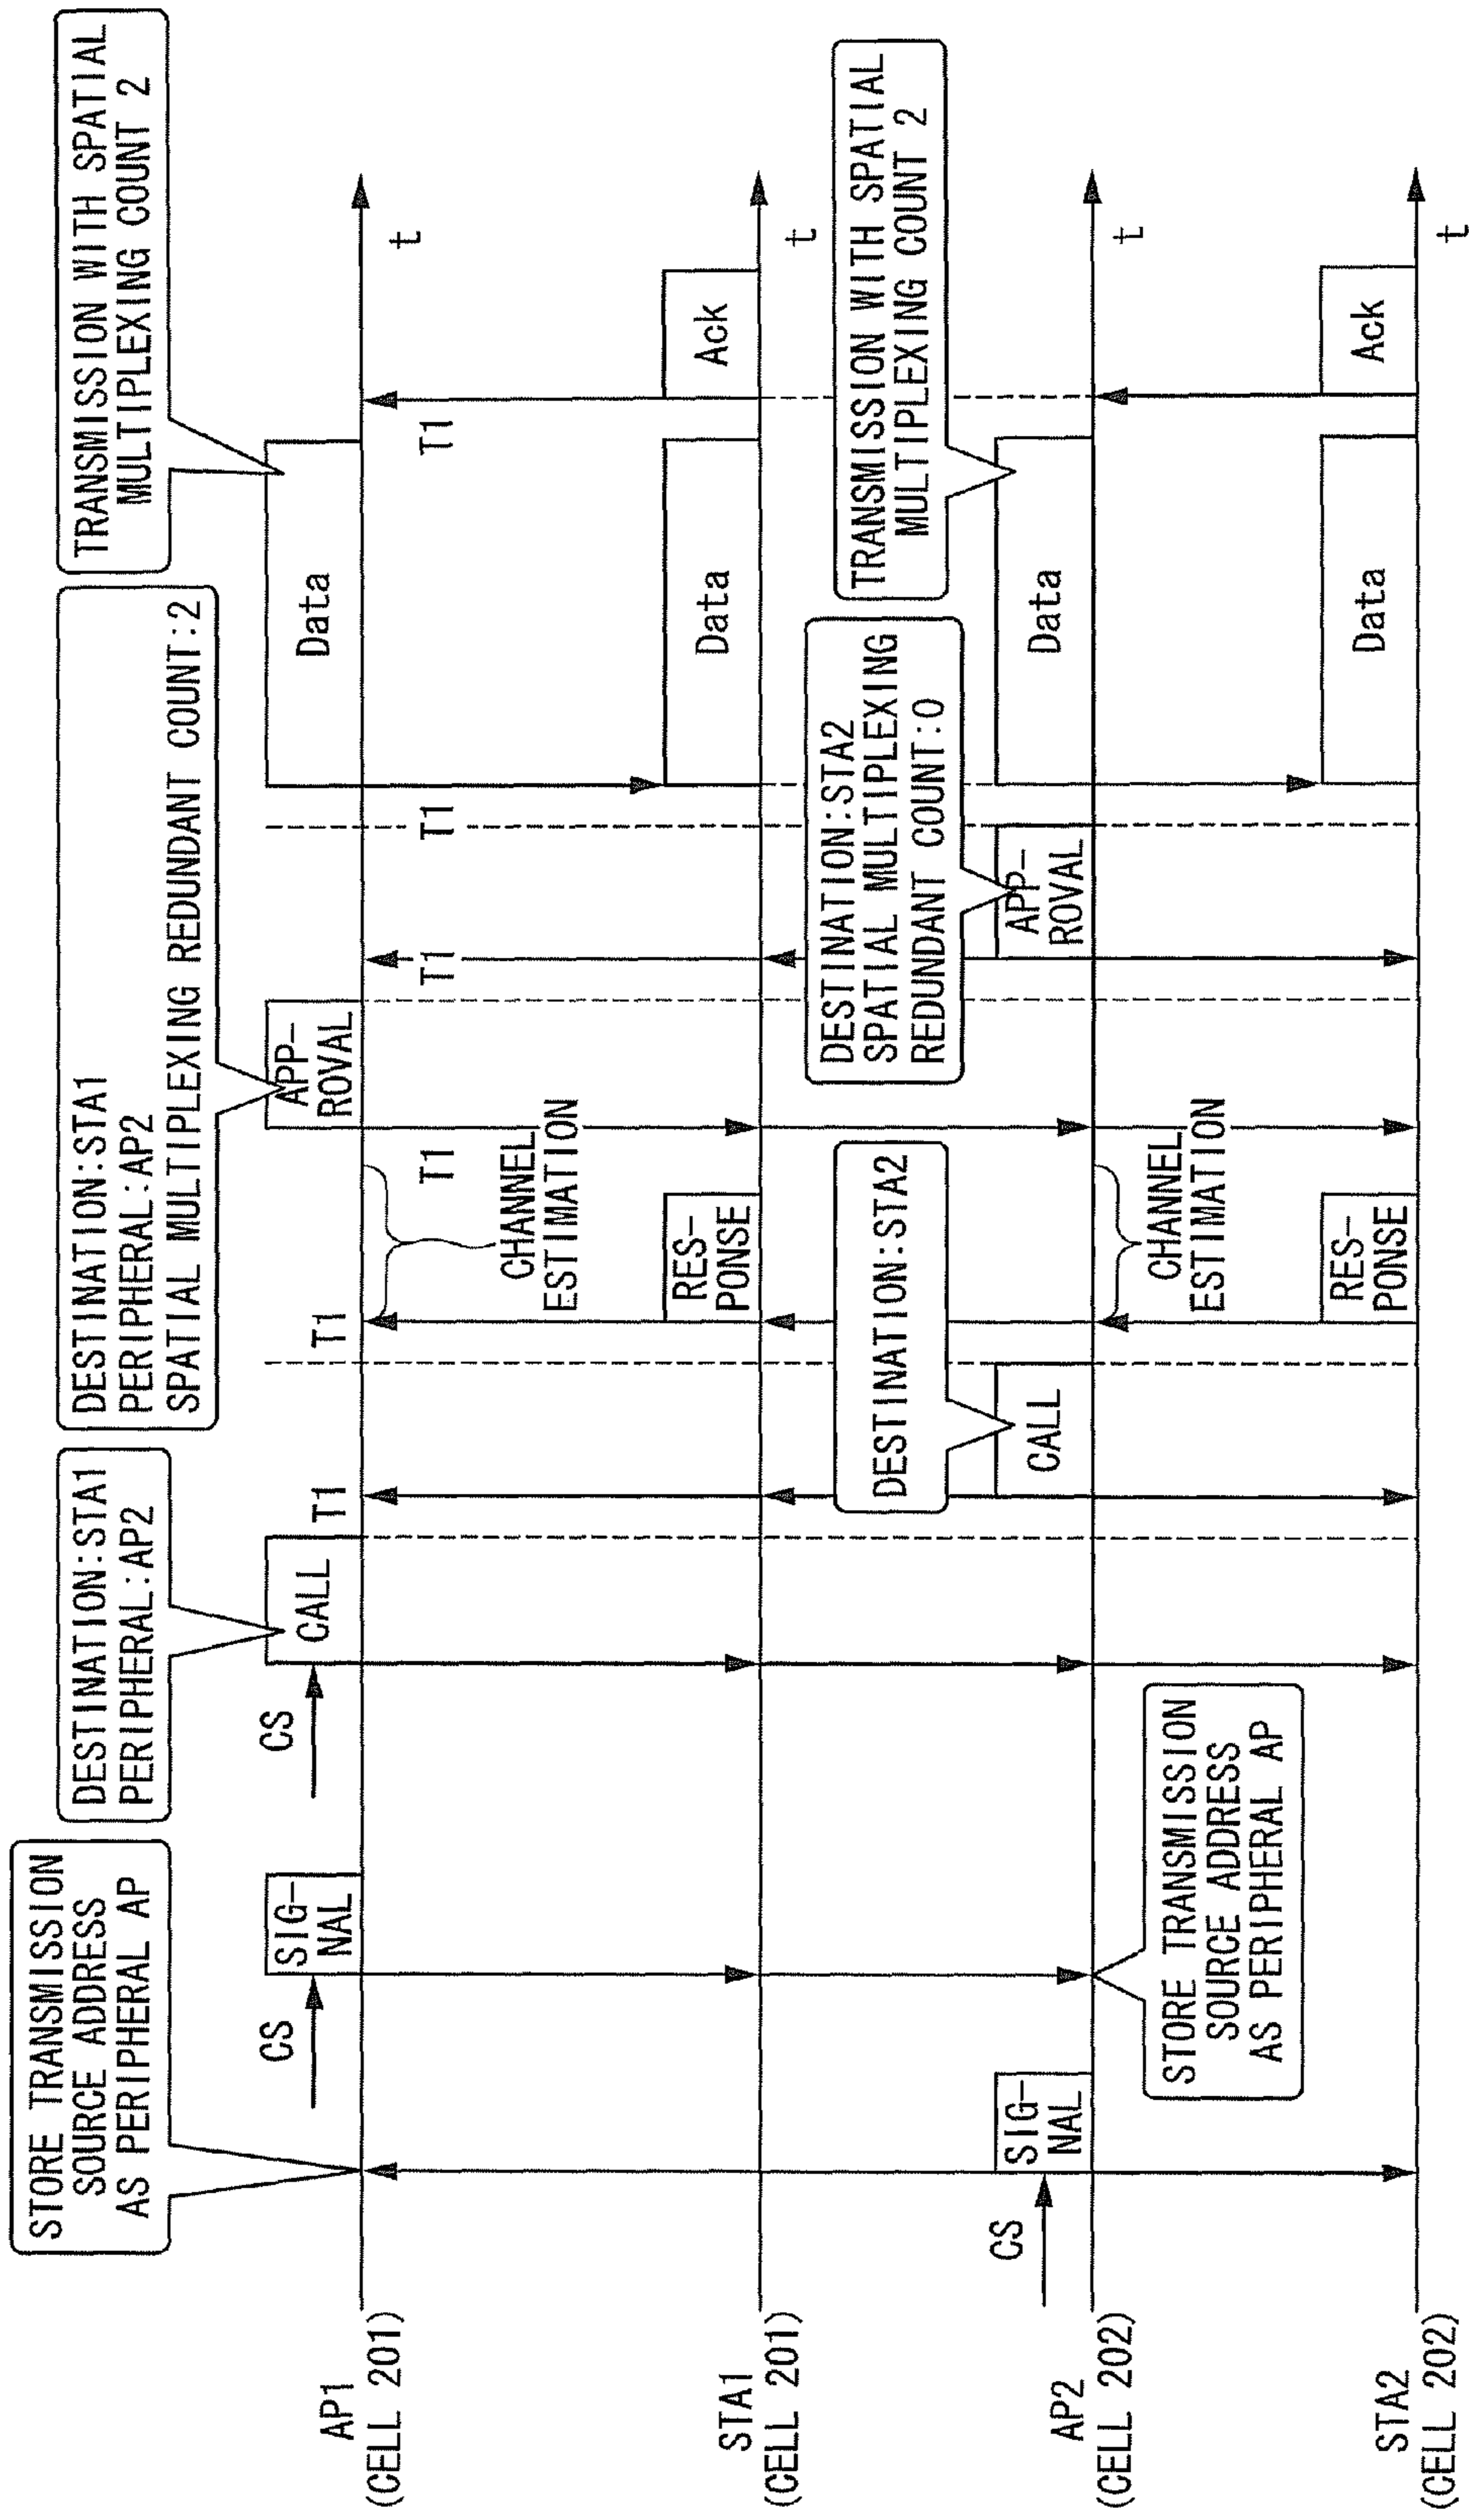 STORE TRANSMISSION
SOURCE ADDRESS
AS PERIPHERAL AP
DESTINATION:STA1
PERIPHERAL:AP2
DESTINATION:STA1
PERIPHERAL:AP2
SPATIAL MULTIPLEXING REDUNDANT COUNT:2
TRANSMISSION WITH SPATIAL
MULTIPLEXING COUNT 2
CS
SIG-
NAL
CS
CALL
T1
T1
APP-
ROVAL
Data
AP1
(CELL 201)
T1
T1
T1
T1
t
CHANNEL
ESTIMATION
RES-
PONSE
Data
Ack
STA1
(CELL 201)
t
DESTINATION:STA2
DESTINATION:STA2
SPATIAL MULTIPLEXING
REDUNDANT COUNT:0
TRANSMISSION WITH SPATIAL
MULTIPLEXING COUNT 2
CS
SIG-
NAL
CALL
APP-
ROVAL
Data
AP2
(CELL 202)
t
STORE TRANSMISSION
SOURCE ADDRESS
AS PERIPHERAL AP
CHANNEL
ESTIMATION
RES-
PONSE
Data
Ack
STA2
(CELL 202)
t